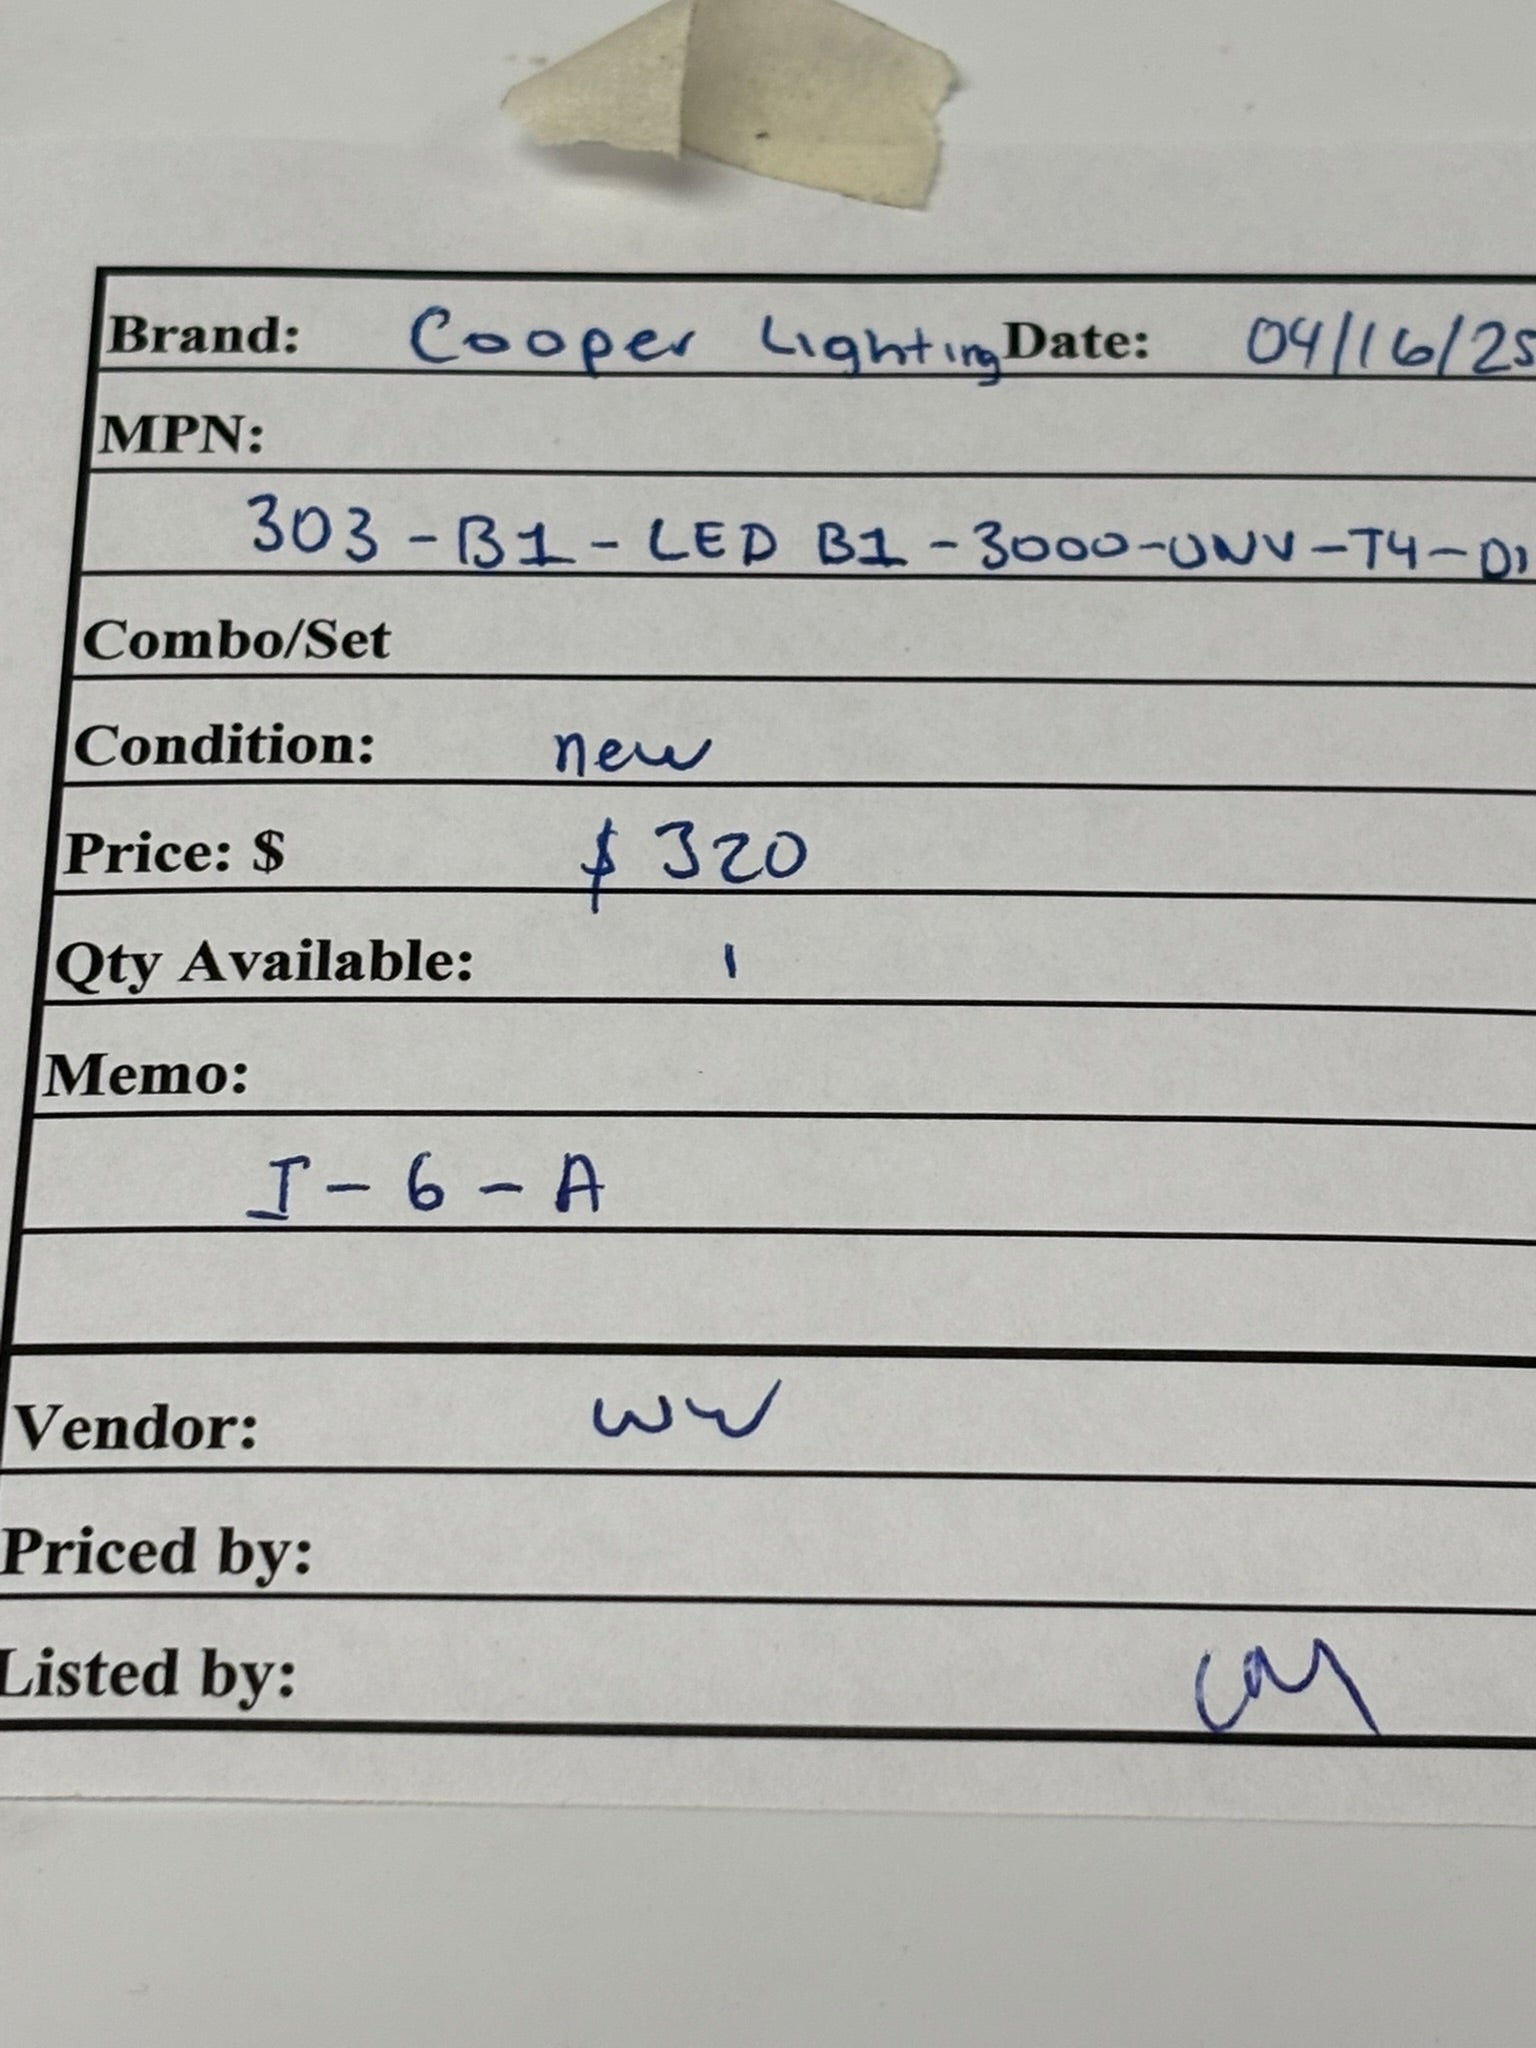 Brand: Cooper Lighting Date: 04/16/25
MPN:
303-B1-LED B1-3000-UNV-T4-DI
Combo/Set
Condition: new
Price: $ $320
Qty Available: 1
Memo:
I-6-A
Vendor: WW
Priced by:
Listed by: